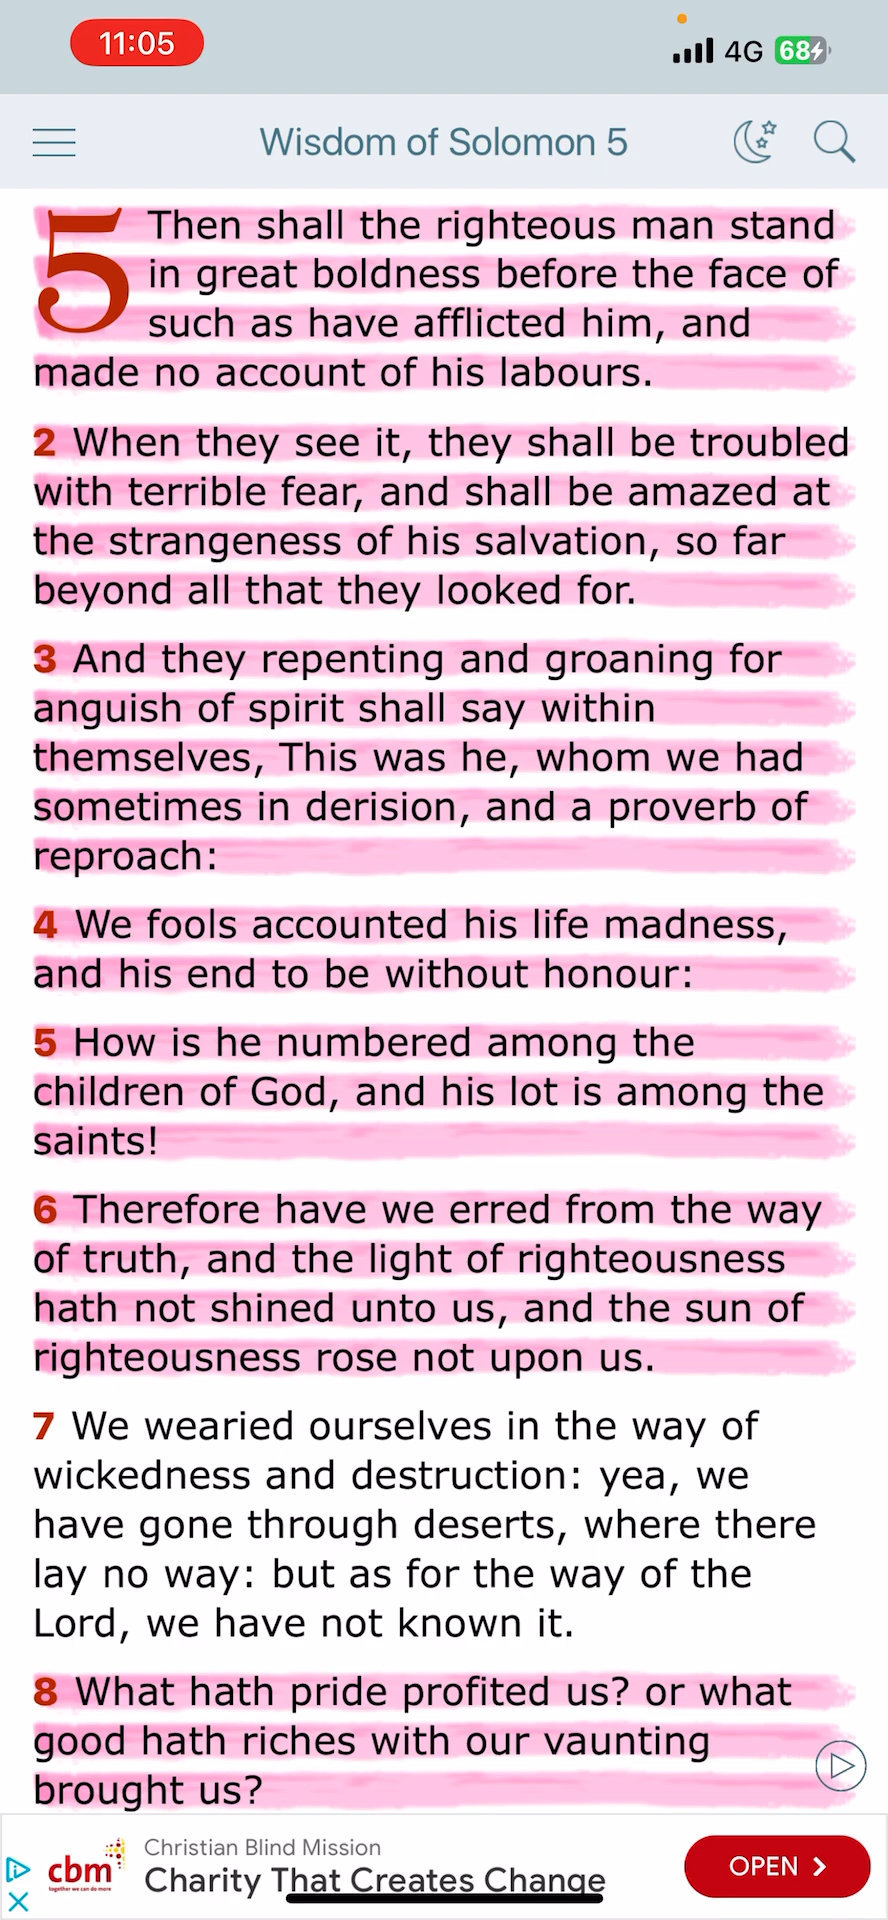 11:05
4G 68
Wisdom of Solomon 5
5 Then shall the righteous man stand
in great boldness before the face of
such as have afflicted him, and
made no account of his labours.
2 When they see it, they shall be troubled
with terrible fear, and shall be amazed at
the strangeness of his salvation, so far
beyond all that they looked for.
3 And they repenting and groaning for
anguish of spirit shall say within
themselves, This was he, whom we had
sometimes in derision, and a proverb of
reproach:
4 We fools accounted his life madness,
and his end to be without honour:
5 How is he numbered among the
children of God, and his lot is among the
saints!
6 Therefore have we erred from the way
of truth, and the light of righteousness
hath not shined unto us, and the sun of
righteousness rose not upon us.
7 We wearied ourselves in the way of
wickedness and destruction: yea, we
have gone through deserts, where there
lay no way: but as for the way of the
Lord, we have not known it.
8 What hath pride profited us? or what
good hath riches with our vaunting
brought us?
cbm
together we can do more
Christian Blind Mission
Charity That Creates Change
OPEN